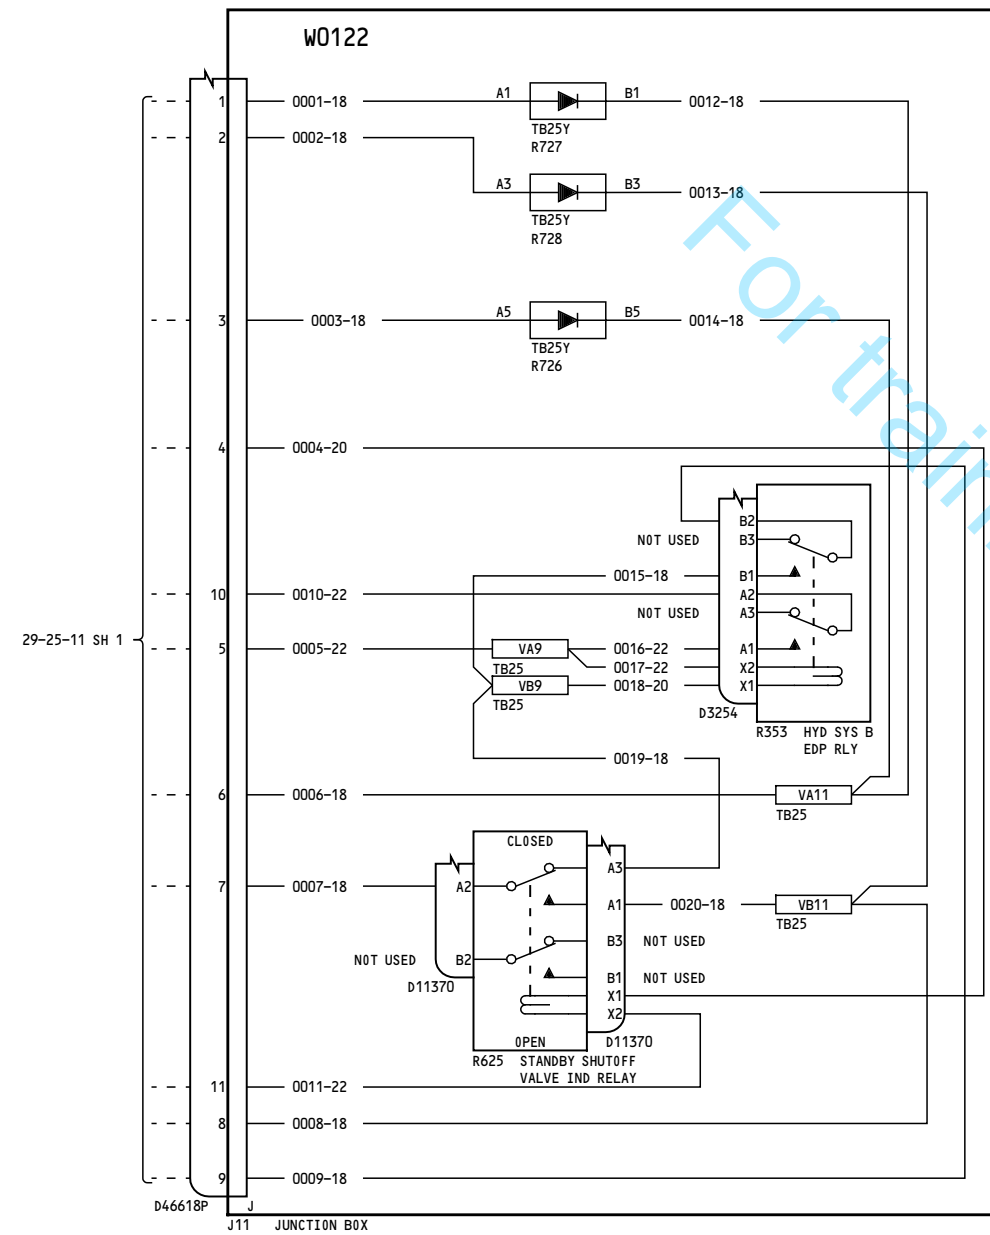 W0122
1 0001-18 A1 B1 0012-18
TB25Y
R727
2 0002-18
A3 B3 0013-18
TB25Y
R728
3 0003-18 A5 B5 0014-18
TB25Y
R726
4 0004-20
B2
NOT USED B3
0015-18 B1
10 0010-22 A2
NOT USED A3
29-25-11 SH 1
5 0005-22 VA9 0016-22 A1
TB25 0017-22 X2
VB9 0018-20 X1
TB25
D3254
R353 HYD SYS B
EDP RLY
0019-18
6 0006-18 VA11
TB25
CLOSED
A3
7 0007-18 A2
A1 0020-18 VB11
TB25
B3 NOT USED
NOT USED B2
B1 NOT USED
D11370
X1
X2
OPEN D11370
R625 STANDBY SHUTOFF
VALVE IND RELAY
11 0011-22
8 0008-18
9 0009-18
D46618P J
J11 JUNCTION BOX
For